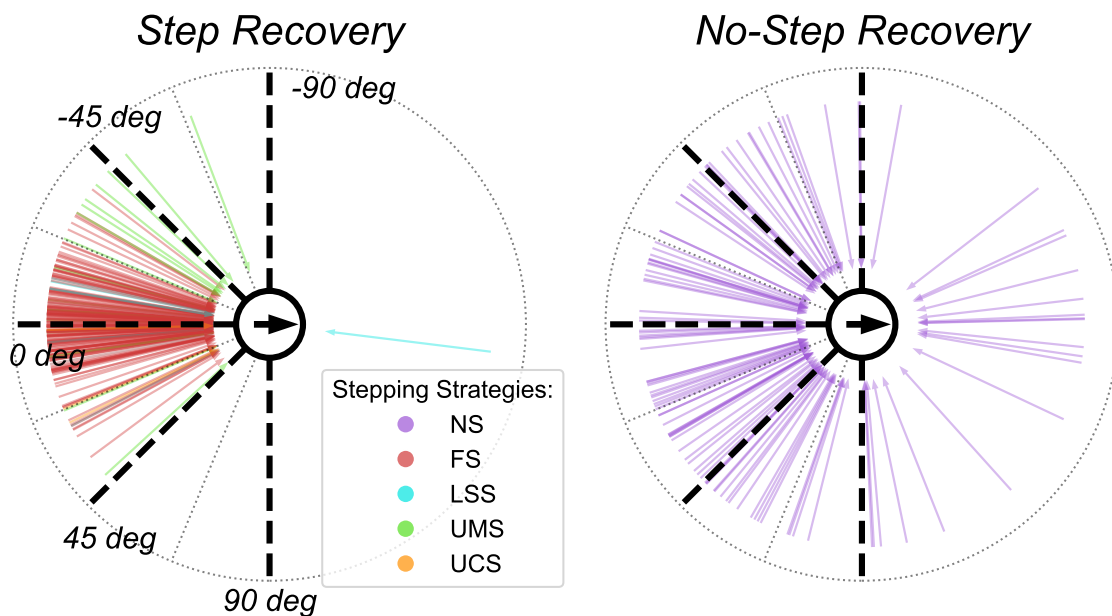 Step Recovery
No-Step Recovery
-90 deg
-45 deg
0 deg
45 deg
90 deg
Stepping Strategies:
NS
FS
LSS
UMS
UCS